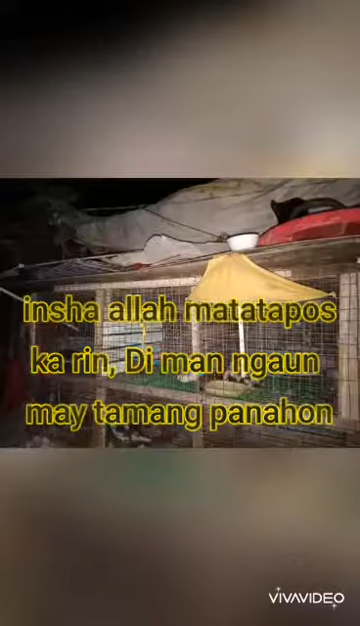 insha allah matatapos
ka rin, Di man ngaun
may tamang panahon
VIVAVIDEO